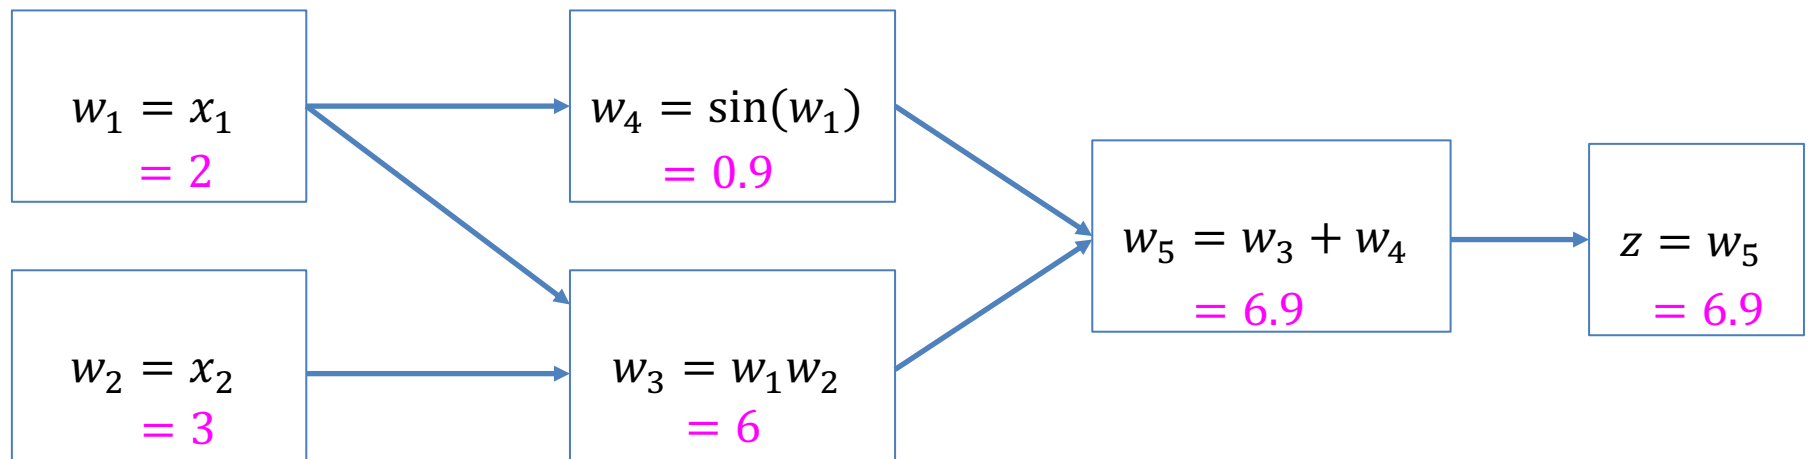 w₁ = x₁
= 2
w₄ = sin(w₁)
= 0.9
w₂ = x₂
= 3
w₃ = w₁w₂
= 6
w₅ = w₃ + w₄
= 6.9
z = w₅
= 6.9